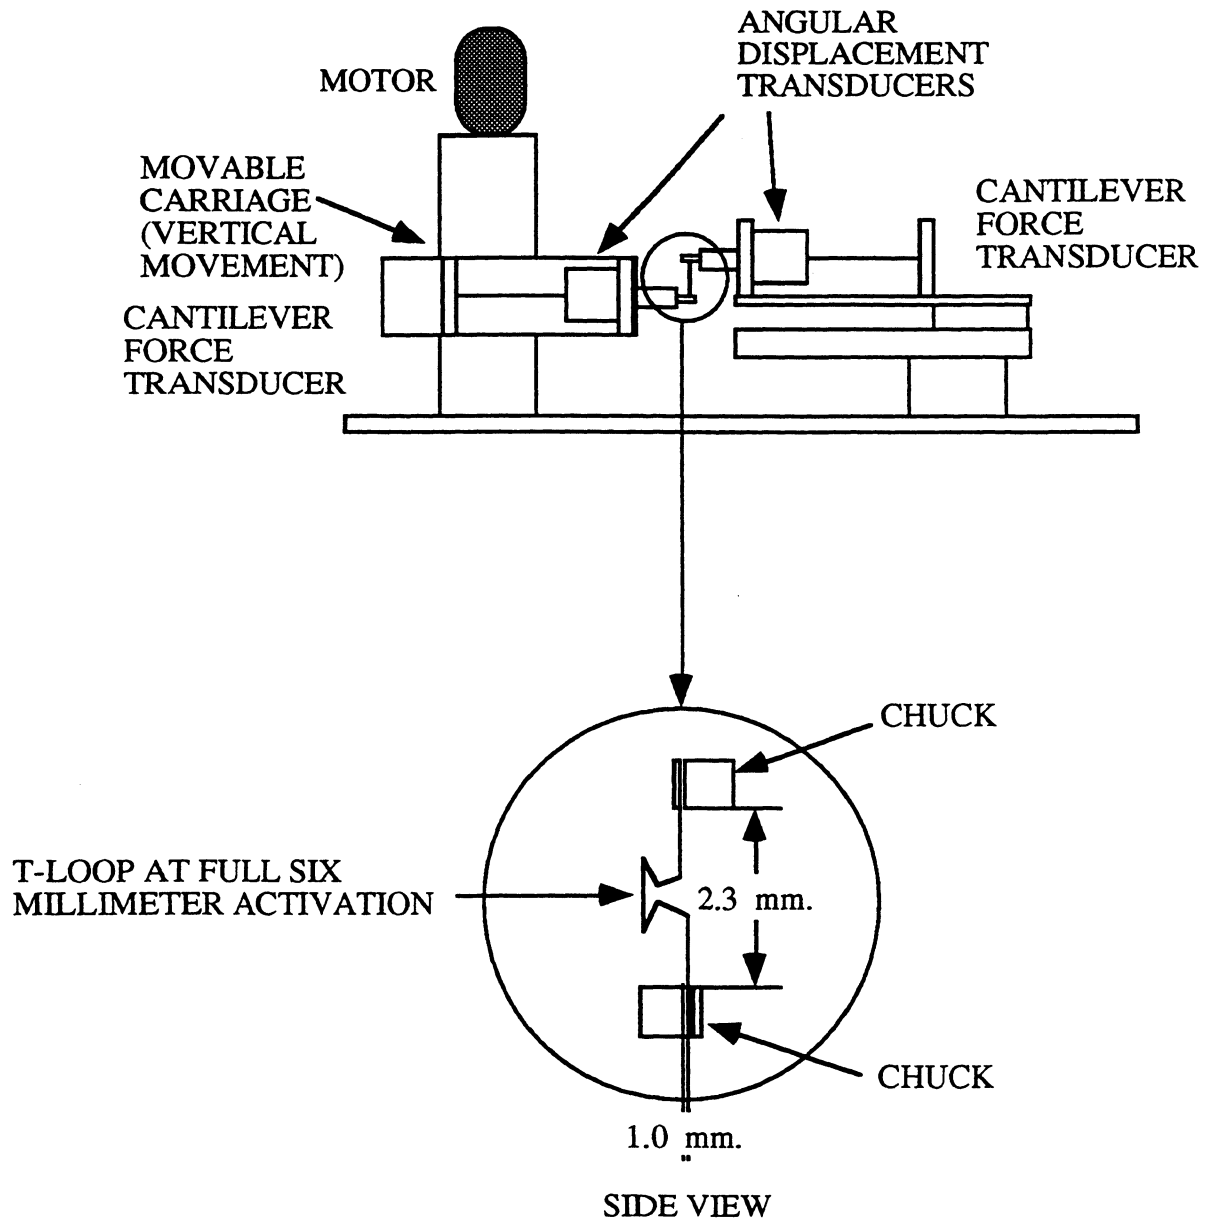 ANGULAR
DISPLACEMENT
TRANSDUCERS
MOTOR
MOVABLE
CARRIAGE
(VERTICAL
MOVEMENT)
CANTILEVER
FORCE
TRANSDUCER
CANTILEVER
FORCE
TRANSDUCER
CHUCK
T-LOOP AT FULL SIX
MILLIMETER ACTIVATION
2.3 mm.
CHUCK
1.0 mm.
SIDE VIEW